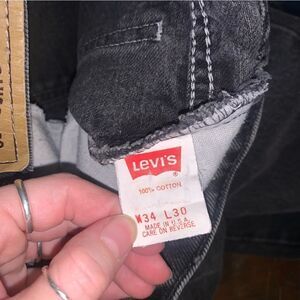 Levi's
®
100% COTTON
W34 L30
MADE IN U.S.A.
CARE ON REVERSE